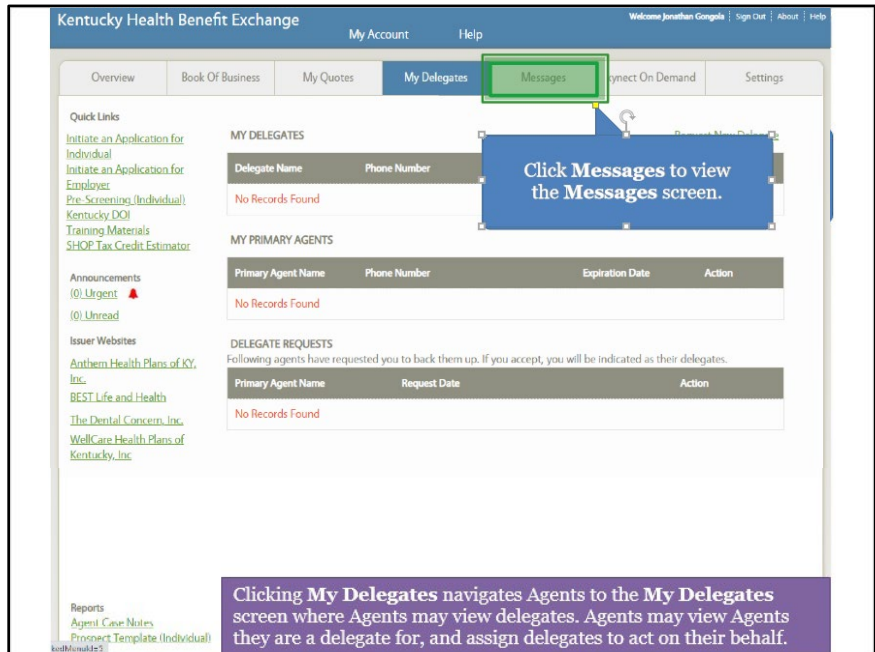 Kentucky Health Benefit Exchange
Welcome Jonathan Gongola | Sign Out | About | Help
My Account Help
Overview Book Of Business My Quotes My Delegates Messages kynect On Demand Settings
Quick Links
Initiate an Application for
Individual
Initiate an Application for
Employer
Pre-Screening (Individual)
Kentucky DOI
Training Materials
SHOP Tax Credit Estimator
Announcements
(0) Urgent
(0) Unread
Issuer Websites
Anthem Health Plans of KY,
Inc.
BEST Life and Health
The Dental Concern, Inc.
WellCare Health Plans of
Kentucky, Inc
Reports
Agent Case Notes
Prospect Template (Individual)
MY DELEGATES
Request New Delegate
Delegate Name Phone Number
No Records Found
Click Messages to view
the Messages screen.
MY PRIMARY AGENTS
Primary Agent Name Phone Number Expiration Date Action
No Records Found
DELEGATE REQUESTS
Following agents have requested you to back them up. If you accept, you will be indicated as their delegates.
Primary Agent Name Request Date Action
No Records Found
Clicking My Delegates navigates Agents to the My Delegates
screen where Agents may view delegates. Agents may view Agents
they are a delegate for, and assign delegates to act on their behalf.